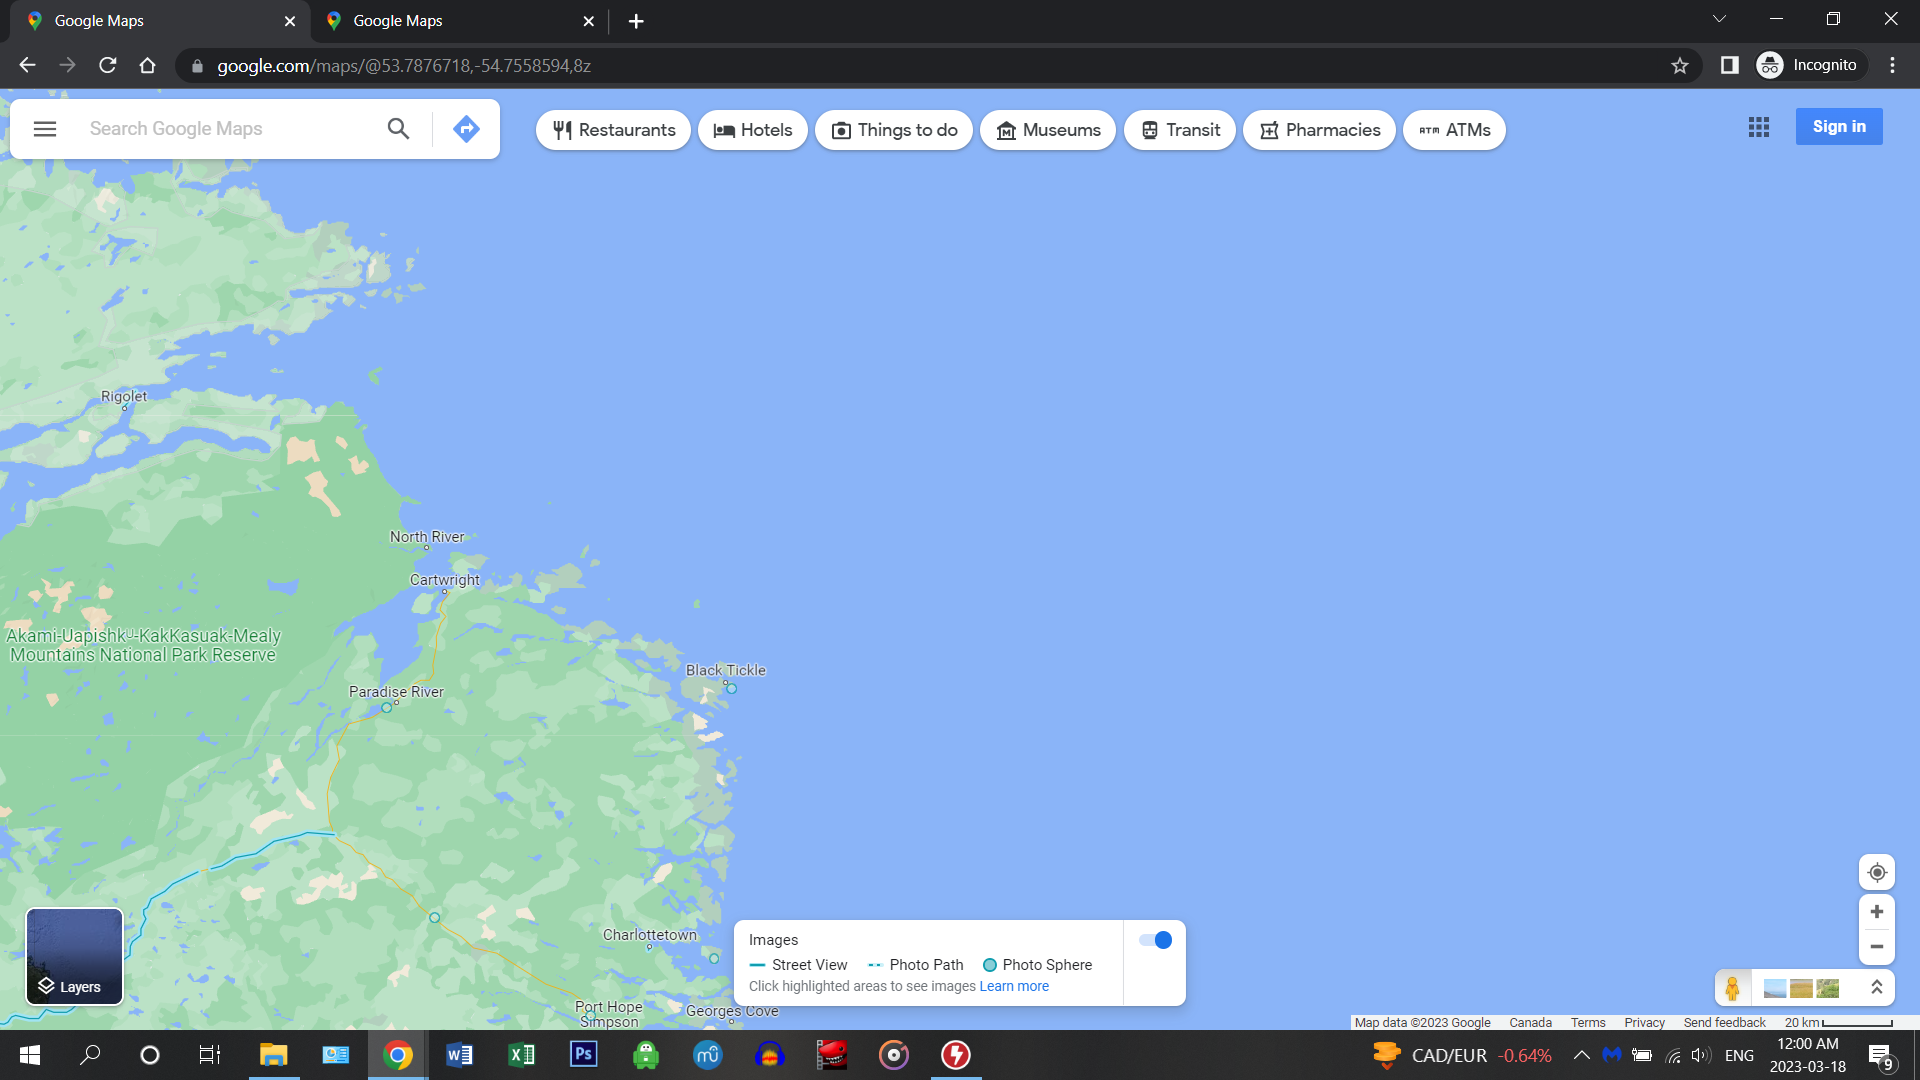 Google Maps
Google Maps
google.com/maps/@53.7876718,-54.7558594,8z
Incognito
Search Google Maps
Restaurants
Hotels
Things to do
Museums
Transit
Pharmacies
ATM ATMs
Sign in
Rigolet
North River
Cartwright
Akami-Uapishkᵁ-KakKasuak-Mealy
Mountains National Park Reserve
Black Tickle
Paradise River
Charlottetown
Port Hope
Simpson
Georges Cove
Layers
Images
Street View
Photo Path
Photo Sphere
Click highlighted areas to see images Learn more
Map data ©2023 Google
Canada
Terms
Privacy
Send feedback
20 km
W
X
Ps
mu
CAD/EUR -0.64%
ENG
12:00 AM
2023-03-18
9